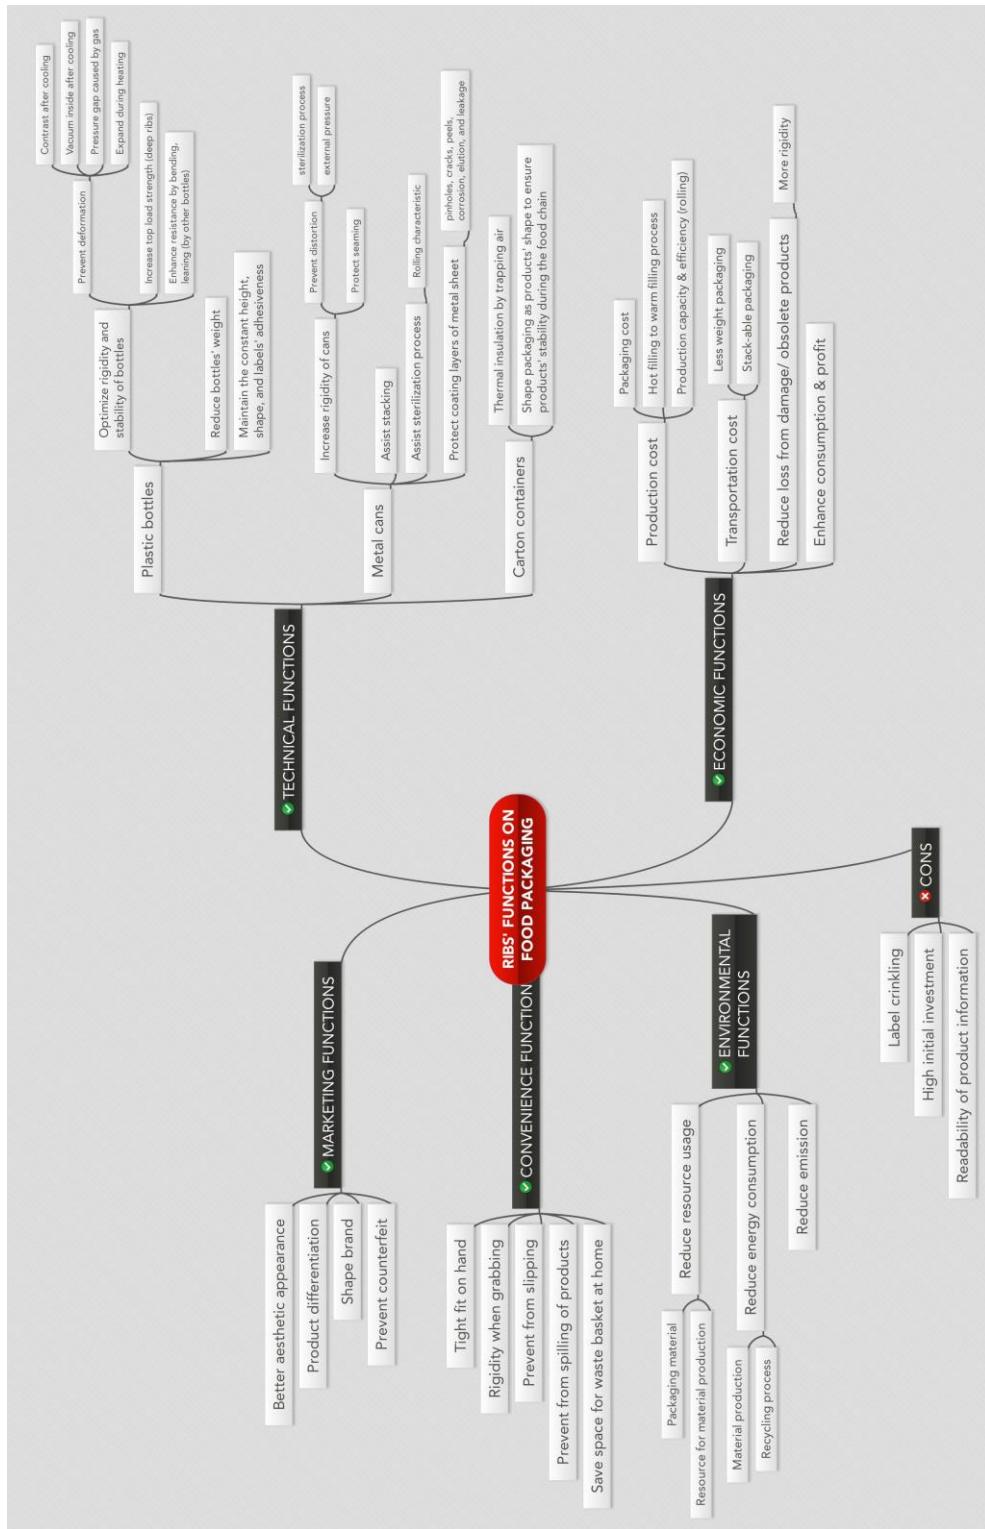 RIBS' FUNCTIONS ON
FOOD PACKAGING
TECHNICAL FUNCTIONS
Plastic bottles
Optimize rigidity and
stability of bottles
Prevent deformation
Contrast after cooling
Vacuum inside after cooling
Pressure gap caused by gas
Expand during heating
Increase top load strength (deep ribs)
Enhance resistance by bending,
leaning (by other bottles)
Reduce bottles' weight
Maintain the constant height,
shape, and labels' adhesiveness
Metal cans
Increase rigidity of cans
Prevent distortion
sterilization process
external pressure
Protect seaming
Assist stacking
Assist sterilization process
Rolling characteristic
Protect coating layers of metal sheet
pinholes, cracks, peels,
corrosion, elution, and leakage
Carton containers
Thermal insulation by trapping air
Shape packaging as products' shape to ensure
products' stability during the food chain
ECONOMIC FUNCTIONS
Production cost
Packaging cost
Hot filling to warm filling process
Production capacity & efficiency (rolling)
Transportation cost
Less weight packaging
Stack-able packaging
Reduce loss from damage/ obsolete products
More rigidity
Enhance consumption & profit
CONS
Label crinkling
High initial investment
Readability of product information
MARKETING FUNCTIONS
Better aesthetic appearance
Product differentiation
Shape brand
Prevent counterfeit
CONVENIENCE FUNCTION
Tight fit on hand
Rigidity when grabbing
Prevent from slipping
Prevent from spilling of products
Save space for waste basket at home
ENVIRONMENTAL
FUNCTIONS
Reduce resource usage
Packaging material
Resource for material production
Reduce energy consumption
Material production
Recycling process
Reduce emission